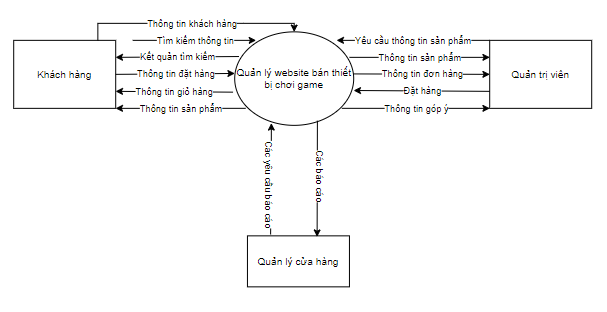 Thông tin khách hàng
Tìm kiếm thông tin
Yêu cầu thông tin sản phẩm
Kết quản tìm kiếm
Thông tin sản phẩm
Khách hàng
Thông tin đặt hàng
Quản lý website bán thiết
bị chơi game
Thông tin đơn hàng
Quản trị viên
Thông tin giỏ hàng
Đặt hàng
Thông tin sản phẩm
Thông tin góp ý
Các yêu cầu báo cáo
Các báo cáo
Quản lý cửa hàng